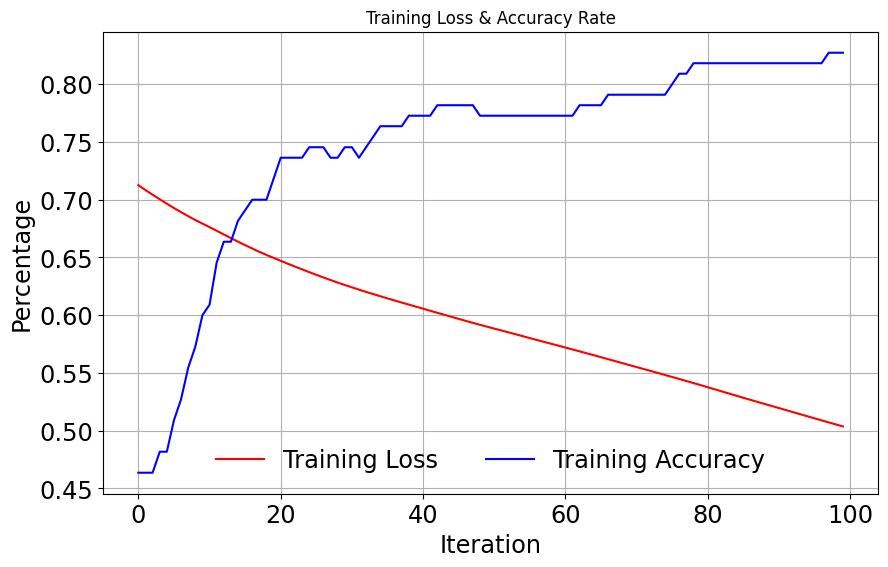 Training Loss & Accuracy Rate
0.80
0.75
0.70
0.65
0.60
0.55
0.50
0.45
Percentage
Training Loss
Training Accuracy
0 20 40 60 80 100
Iteration